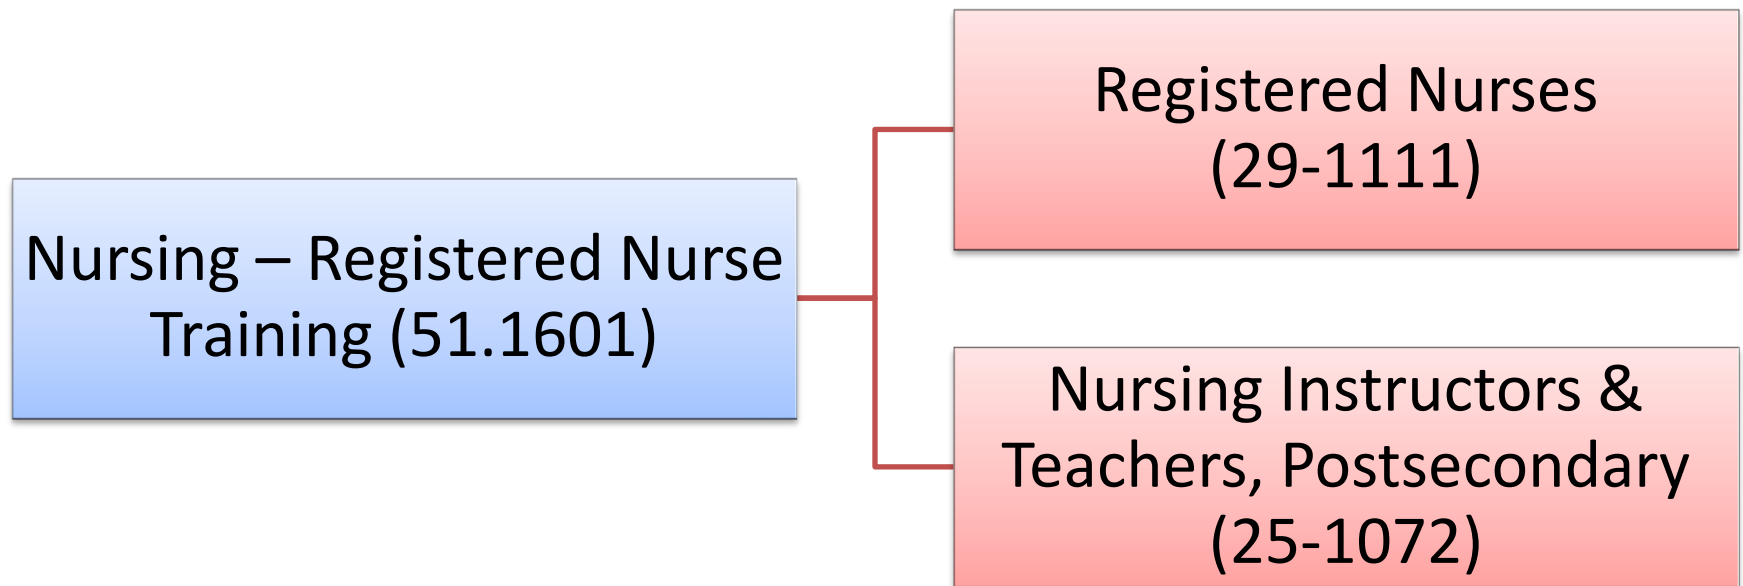 Nursing – Registered Nurse
Training (51.1601)
Registered Nurses
(29-1111)
Nursing Instructors &
Teachers, Postsecondary
(25-1072)